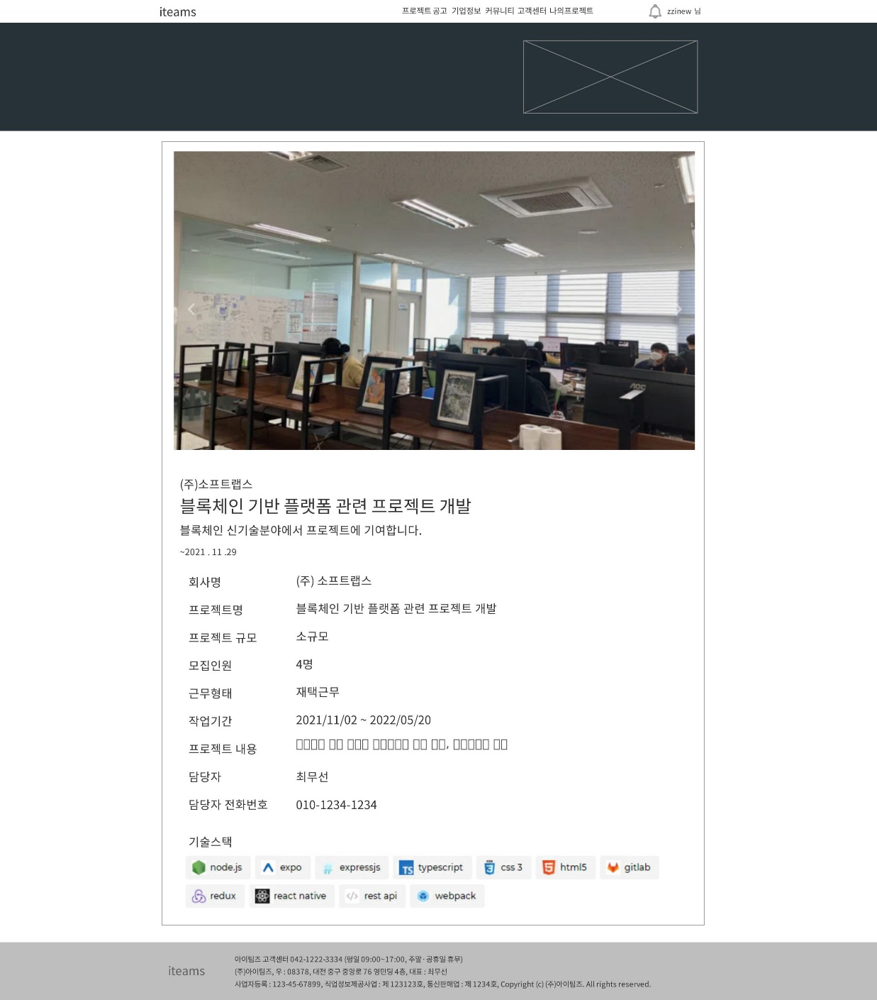 iteams
프로젝트 공고 기업정보 커뮤니티 고객센터 나의프로젝트
zzinew 님
AOC
(주)소프트랩스
블록체인 기반 플랫폼 관련 프로젝트 개발
블록체인 신기술분야에서 프로젝트에 기여합니다.
~2021 . 11 .29
회사명 (주) 소프트랩스
프로젝트명 블록체인 기반 플랫폼 관련 프로젝트 개발
프로젝트 규모 소규모
모집인원 4명
근무형태 재택근무
작업기간 2021/11/02 ~ 2022/05/20
프로젝트 내용
담당자 최무선
담당자 전화번호 010-1234-1234
기술스택
node.js expo expressjs TS typescript css 3 html5 gitlab
redux react native rest api webpack
iteams
아이팀즈 고객센터 042-1222-3334 (평일 09:00~17:00, 주말·공휴일 휴무)
(주)아이팀즈, 우 : 08378, 대전 중구 중앙로 76 영민딩 4층, 대표 : 최무선
사업자등록 : 123-45-67899, 직업정보제공사업 : 제 123123호, 통신판매업 : 제 1234호, Copyright (c) (주)아이팀즈. All rights reserved.